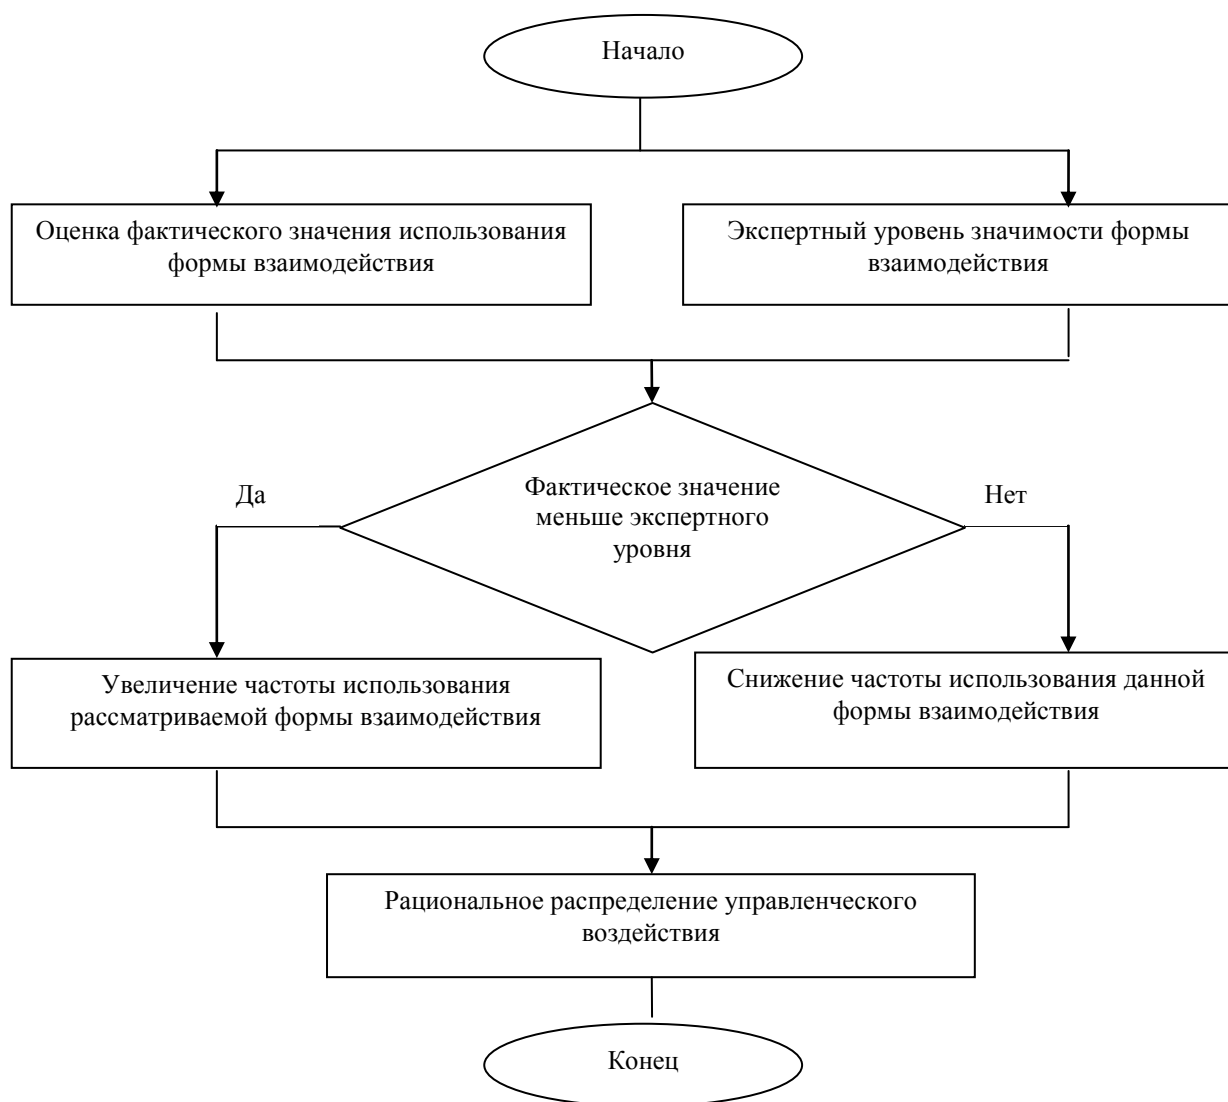 Начало
Оценка фактического значения использования
формы взаимодействия
Экспертный уровень значимости формы
взаимодействия
Фактическое значение
меньше экспертного
уровня
Да
Нет
Увеличение частоты использования
рассматриваемой формы взаимодействия
Снижение частоты использования данной
формы взаимодействия
Рациональное распределение управленческого
воздействия
Конец